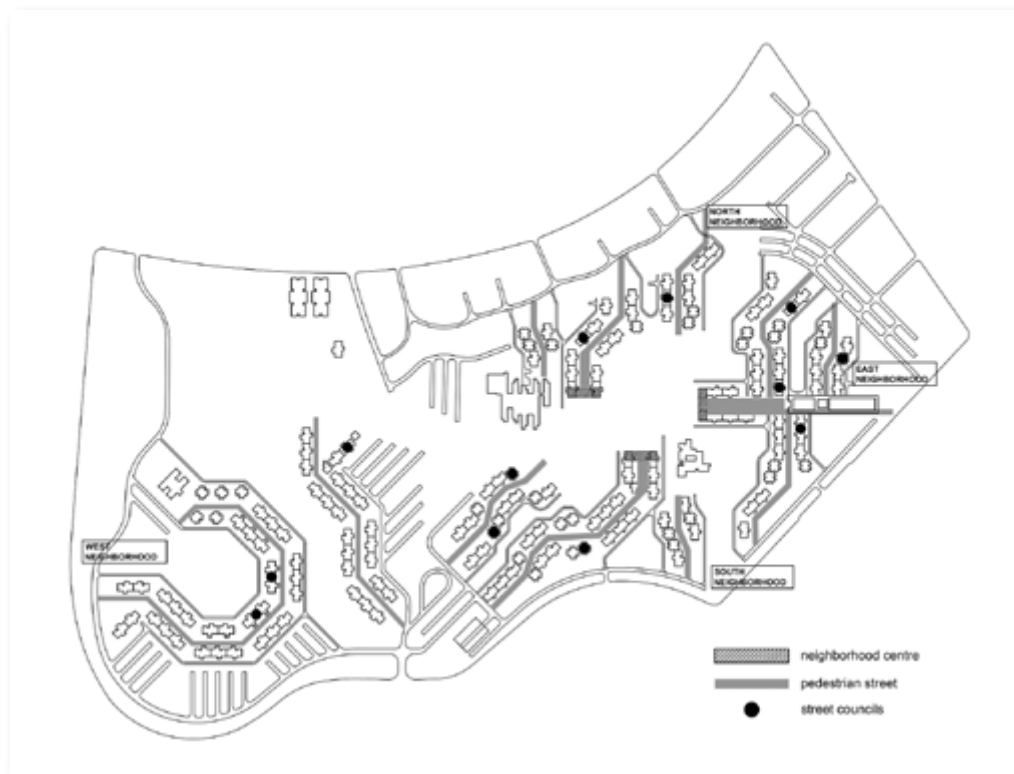 NORTH
NEIGHBORHOOD
EAST
NEIGHBORHOOD
WEST
NEIGHBORHOOD
SOUTH
NEIGHBORHOOD
neighborhood centre
pedestrian street
street councils